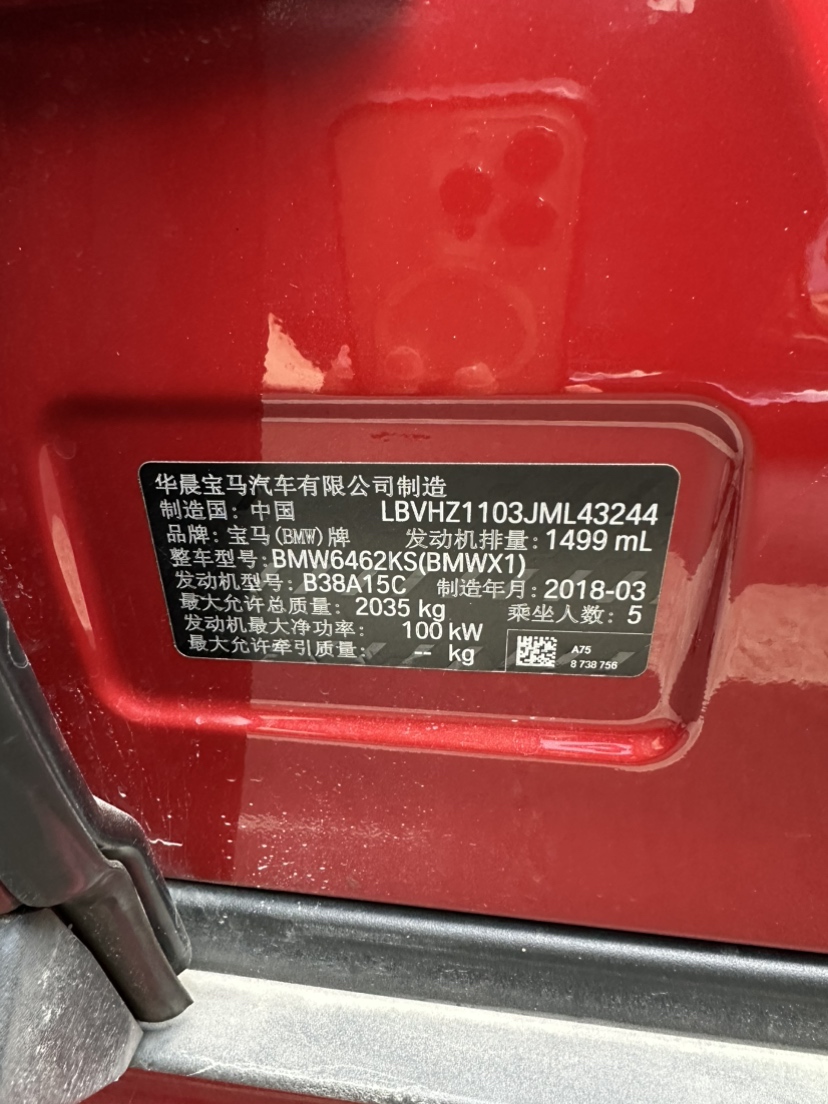 华晨宝马汽车有限公司制造
制造国: 中国 LBVHZ1103JML43244
品牌: 宝马(BMW)牌 发动机排量: 1499 mL
整车型号: BMW6462KS(BMWX1)
发动机型号: B38A15C 制造年月: 2018-03
最大允许总质量: 2035 kg 乘坐人数: 5
发动机最大净功率: 100 kW
最大允许牵引质量: -- kg
A75
8 738 756